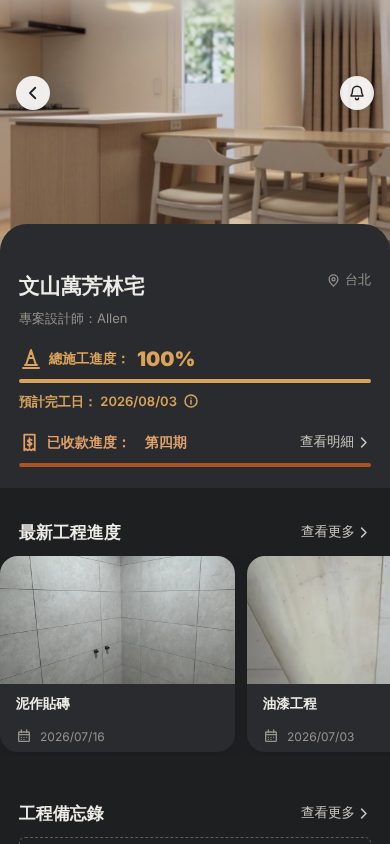 文山萬芳林宅
台北
專案設計師：Allen
總施工進度： 100%
預計完工日： 2026/08/03
已收款進度： 第四期
查看明細
最新工程進度
查看更多
泥作貼磚
2026/07/16
油漆工程
2026/07/03
工程備忘錄
查看更多